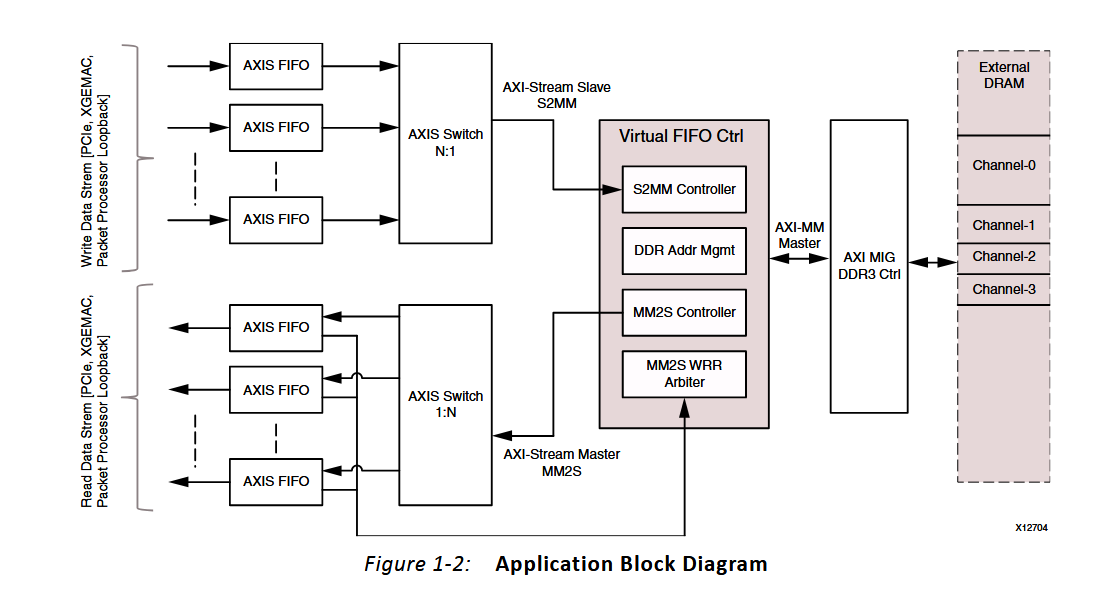 Write Data Strem [PCIe, XGEMAC,
Packet Processor Loopback]
AXIS FIFO
AXIS FIFO
AXIS FIFO
AXIS Switch
N:1
AXI-Stream Slave
S2MM
Virtual FIFO Ctrl
S2MM Controller
DDR Addr Mgmt
MM2S Controller
MM2S WRR
Arbiter
AXI-MM
Master
AXI MIG
DDR3 Ctrl
External
DRAM
Channel-0
Channel-1
Channel-2
Channel-3
Read Data Strem [PCIe, XGEMAC,
Packet Processor Loopback]
AXIS FIFO
AXIS FIFO
AXIS FIFO
AXIS Switch
1:N
AXI-Stream Master
MM2S
X12704
Figure 1-2: Application Block Diagram